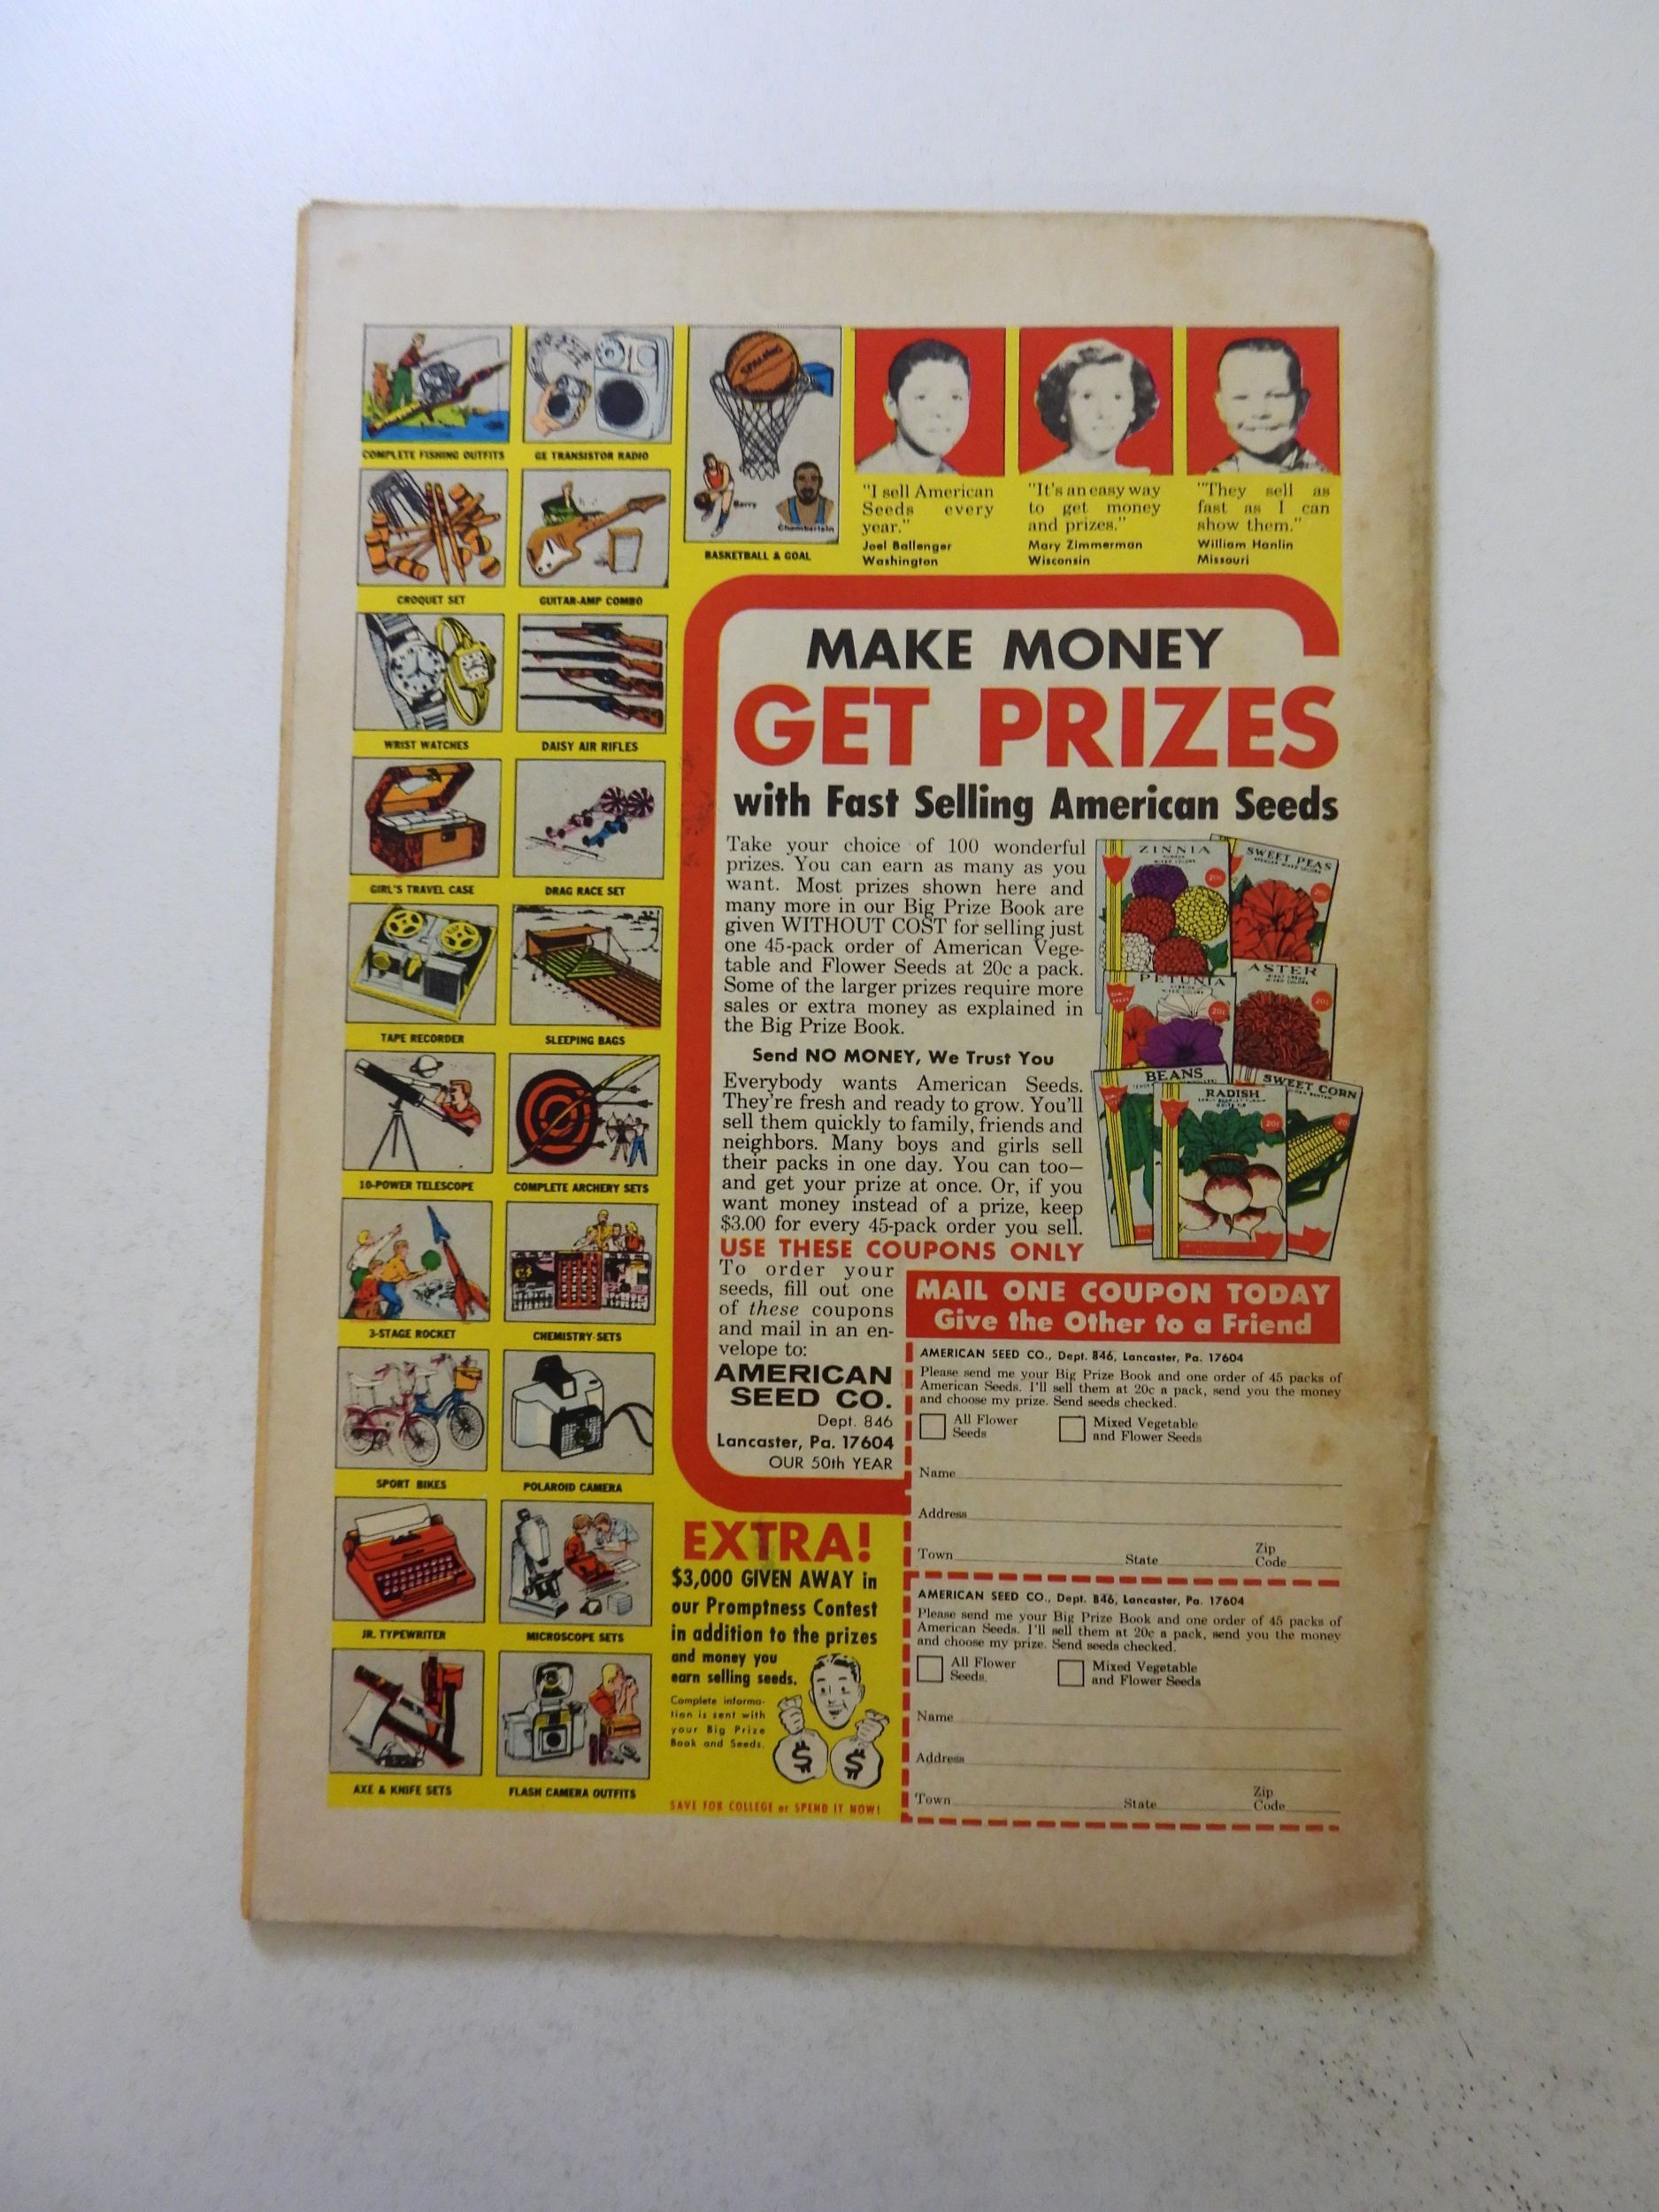 COMPLETE FISHING OUTFITS
GE TRANSISTOR RADIO
CROQUET SET
GUITAR-AMP COMBO
WRIST WATCHES
DAISY AIR RIFLES
GIRL'S TRAVEL CASE
DRAG RACE SET
TAPE RECORDER
SLEEPING BAGS
10-POWER TELESCOPE
COMPLETE ARCHERY SETS
3-STAGE ROCKET
CHEMISTRY SETS
SPORT BIKES
POLAROID CAMERA
JR. TYPEWRITER
MICROSCOPE SETS
AXE & KNIFE SETS
FLASH CAMERA OUTFITS
SPALDING
Barry
Chamberlain
BASKETBALL & GOAL
"I sell American
Seeds every
year."
Joel Ballenger
Washington
"It's an easy way
to get money
and prizes."
Mary Zimmerman
Wisconsin
"They sell as
fast as I can
show them."
William Hanlin
Missouri
MAKE MONEY
GET PRIZES
with Fast Selling American Seeds
Take your choice of 100 wonderful
prizes. You can earn as many as you
want. Most prizes shown here and
many more in our Big Prize Book are
given WITHOUT COST for selling just
one 45-pack order of American Vege-
table and Flower Seeds at 20c a pack.
Some of the larger prizes require more
sales or extra money as explained in
the Big Prize Book.
Send NO MONEY, We Trust You
Everybody wants American Seeds.
They're fresh and ready to grow. You'll
sell them quickly to family, friends and
neighbors. Many boys and girls sell
their packs in one day. You can too—
and get your prize at once. Or, if you
want money instead of a prize, keep
$3.00 for every 45-pack order you sell.
USE THESE COUPONS ONLY
To order your
seeds, fill out one
of these coupons
and mail in an en-
velope to:
AMERICAN
SEED CO.
Dept. 846
Lancaster, Pa. 17604
OUR 50th YEAR
ZINNIA
20c
SWEET PEAS
20c
PETUNIA
20c
ASTER
20c
BEANS
RADISH
20c
SWEET CORN
20c
MAIL ONE COUPON TODAY
Give the Other to a Friend
AMERICAN SEED CO., Dept. 846, Lancaster, Pa. 17604
Please send me your Big Prize Book and one order of 45 packs of
American Seeds. I'll sell them at 20c a pack, send you the money
and choose my prize. Send seeds checked.
All Flower
Seeds
Mixed Vegetable
and Flower Seeds
Name
Address
Town State Zip
Code
AMERICAN SEED CO., Dept. 846, Lancaster, Pa. 17604
Please send me your Big Prize Book and one order of 45 packs of
American Seeds. I'll sell them at 20c a pack, send you the money
and choose my prize. Send seeds checked.
All Flower
Seeds.
Mixed Vegetable
and Flower Seeds
Name
Address
Town State Zip
Code
EXTRA!
$3,000 GIVEN AWAY in
our Promptness Contest
in addition to the prizes
and money you
earn selling seeds.
Complete informa-
tion is sent with
your Big Prize
Book and Seeds.
$ $
SAVE FOR COLLEGE or SPEND IT NOW!